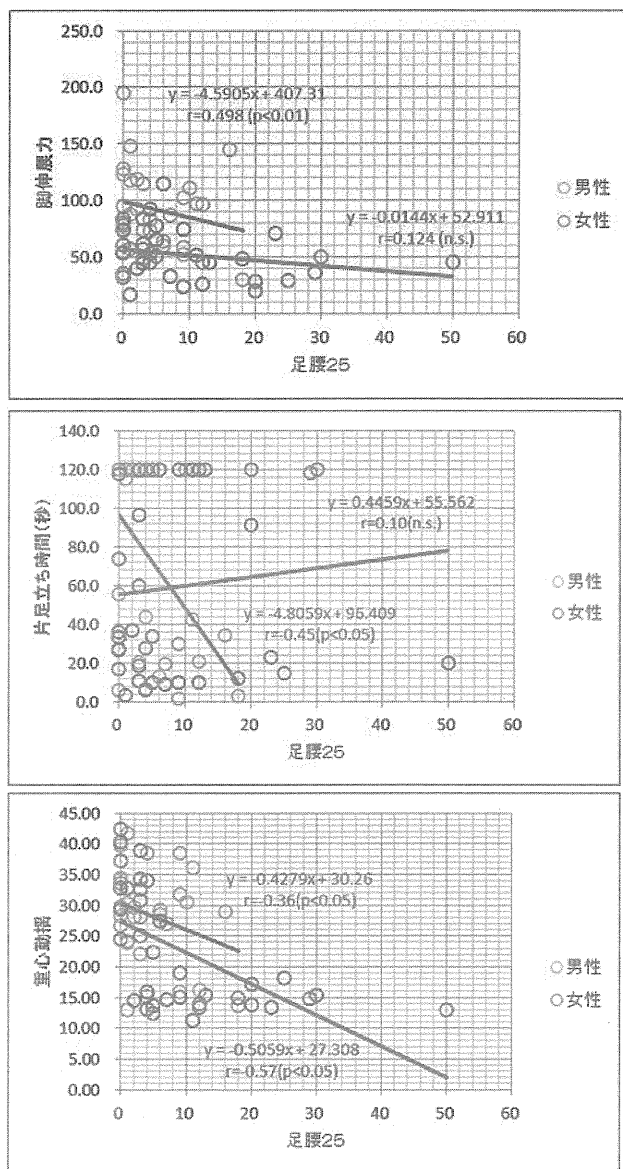 250.0
200.0
150.0
100.0
50.0
0.0
脚伸展力
y = -4.5905x + 407.31
r=0.498 (p<0.01)
y = -0.0144x + 52.911
r=0.124 (n.s.)
男性
女性
0 10 20 30 40 50 60
足腰25
140.0
120.0
100.0
80.0
60.0
40.0
20.0
0.0
片足立ち時間(秒)
y = 0.4459x + 55.562
r=0.10(n.s.)
y = -4.8059x + 96.409
r=-0.45(p<0.05)
男性
女性
0 10 20 30 40 50 60
足腰25
45.00
40.00
35.00
30.00
25.00
20.00
15.00
10.00
5.00
0.00
重心動揺
y = -0.4279x + 30.26
r=-0.36(p<0.05)
y = -0.5059x + 27.308
r=-0.57(p<0.05)
男性
女性
0 10 20 30 40 50 60
足腰25